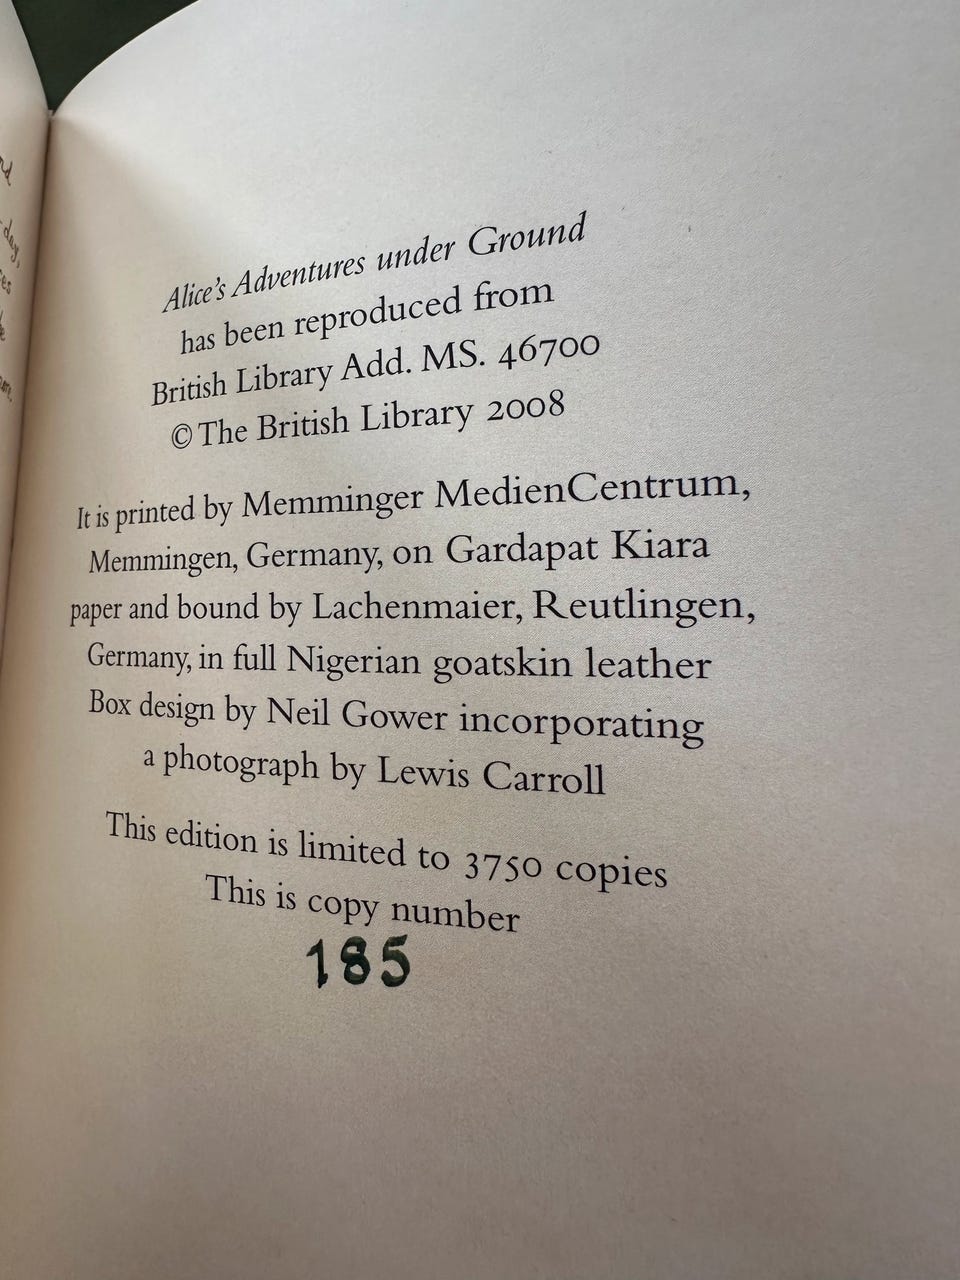 Alice's Adventures under Ground
has been reproduced from
British Library Add. MS. 46700
© The British Library 2008
It is printed by Memminger MedienCentrum,
Memmingen, Germany, on Gardapat Kiara
paper and bound by Lachenmaier, Reutlingen,
Germany, in full Nigerian goatskin leather
Box design by Neil Gower incorporating
a photograph by Lewis Carroll
This edition is limited to 3750 copies
This is copy number
185